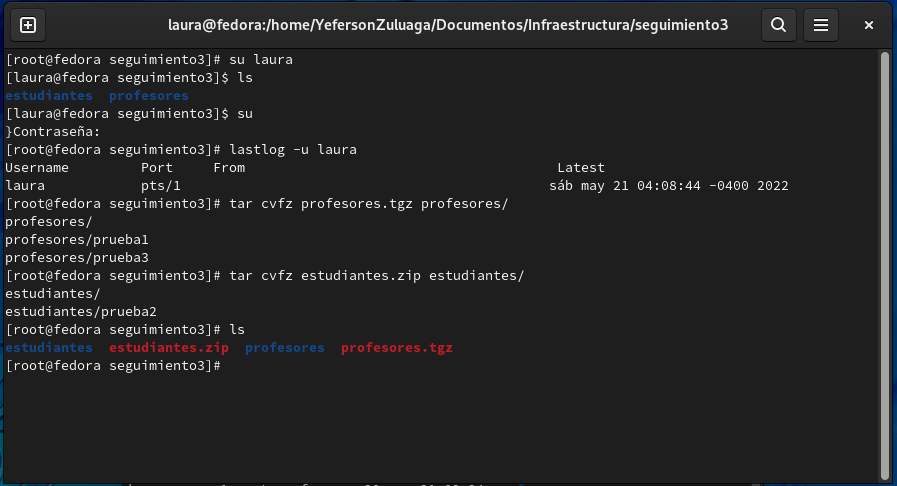 laura@fedora:/home/YefersonZuluaga/Documentos/Infraestructura/seguimiento3
[root@fedora seguimiento3]# su laura
[laura@fedora seguimiento3]$ ls
estudiantes  profesores
[laura@fedora seguimiento3]$ su
}Contraseña:
[root@fedora seguimiento3]# lastlog -u laura
Username         Port     From                                       Latest
laura            pts/1                                              sáb may 21 04:08:44 -0400 2022
[root@fedora seguimiento3]# tar cvfz profesores.tgz profesores/
profesores/
profesores/prueba1
profesores/prueba3
[root@fedora seguimiento3]# tar cvfz estudiantes.zip estudiantes/
estudiantes/
estudiantes/prueba2
[root@fedora seguimiento3]# ls
estudiantes  estudiantes.zip  profesores  profesores.tgz
[root@fedora seguimiento3]#